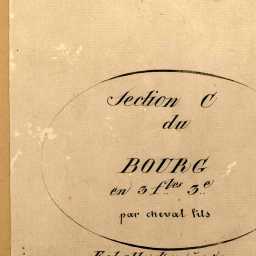 Section C
du
BOURG
en 3 f.les 3.e
par cheval fils